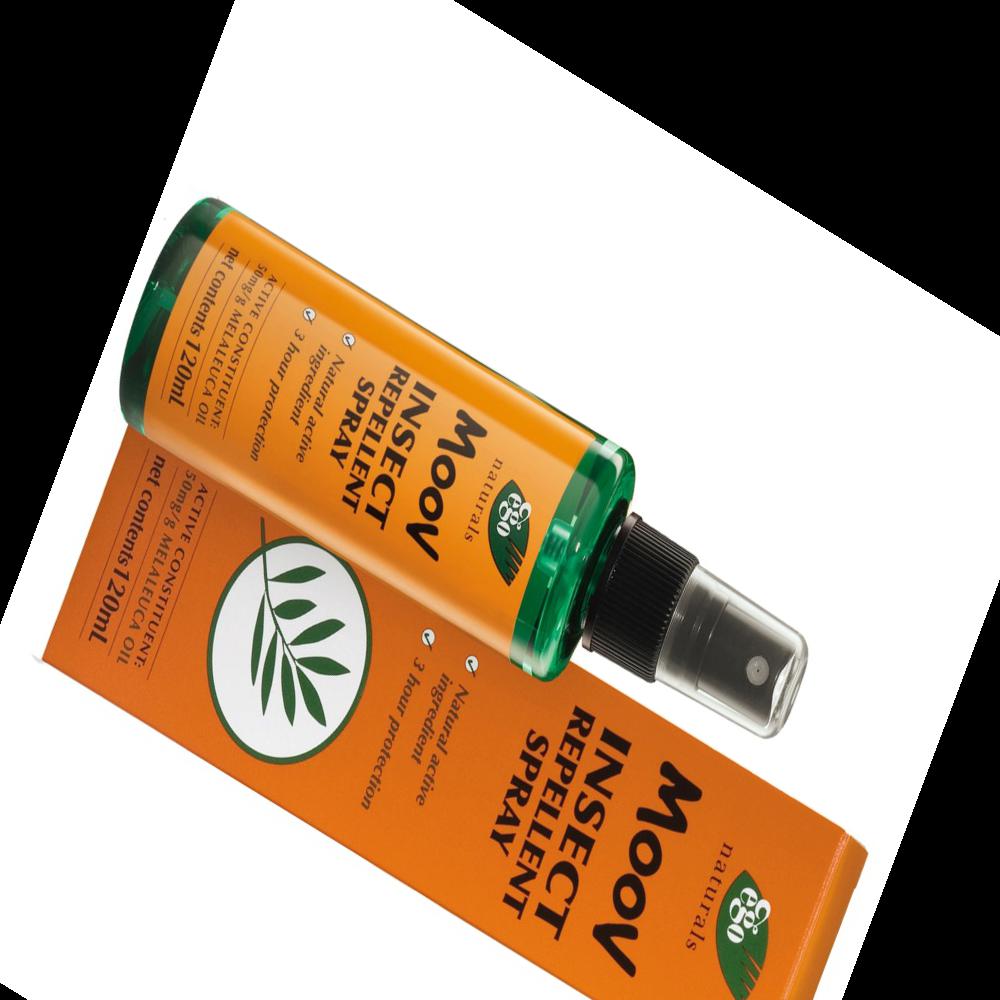 ego
naturals
Moov
INSECT
REPELLENT
SPRAY
Natural active
ingredient
3 hour protection
ACTIVE CONSTITUENT:
50mg/g MELALEUCA OIL
net contents 120mL
ego
naturals
Moov
INSECT
REPELLENT
SPRAY
Natural active
ingredient
3 hour protection
ACTIVE CONSTITUENT:
50mg/g MELALEUCA OIL
net contents 120mL